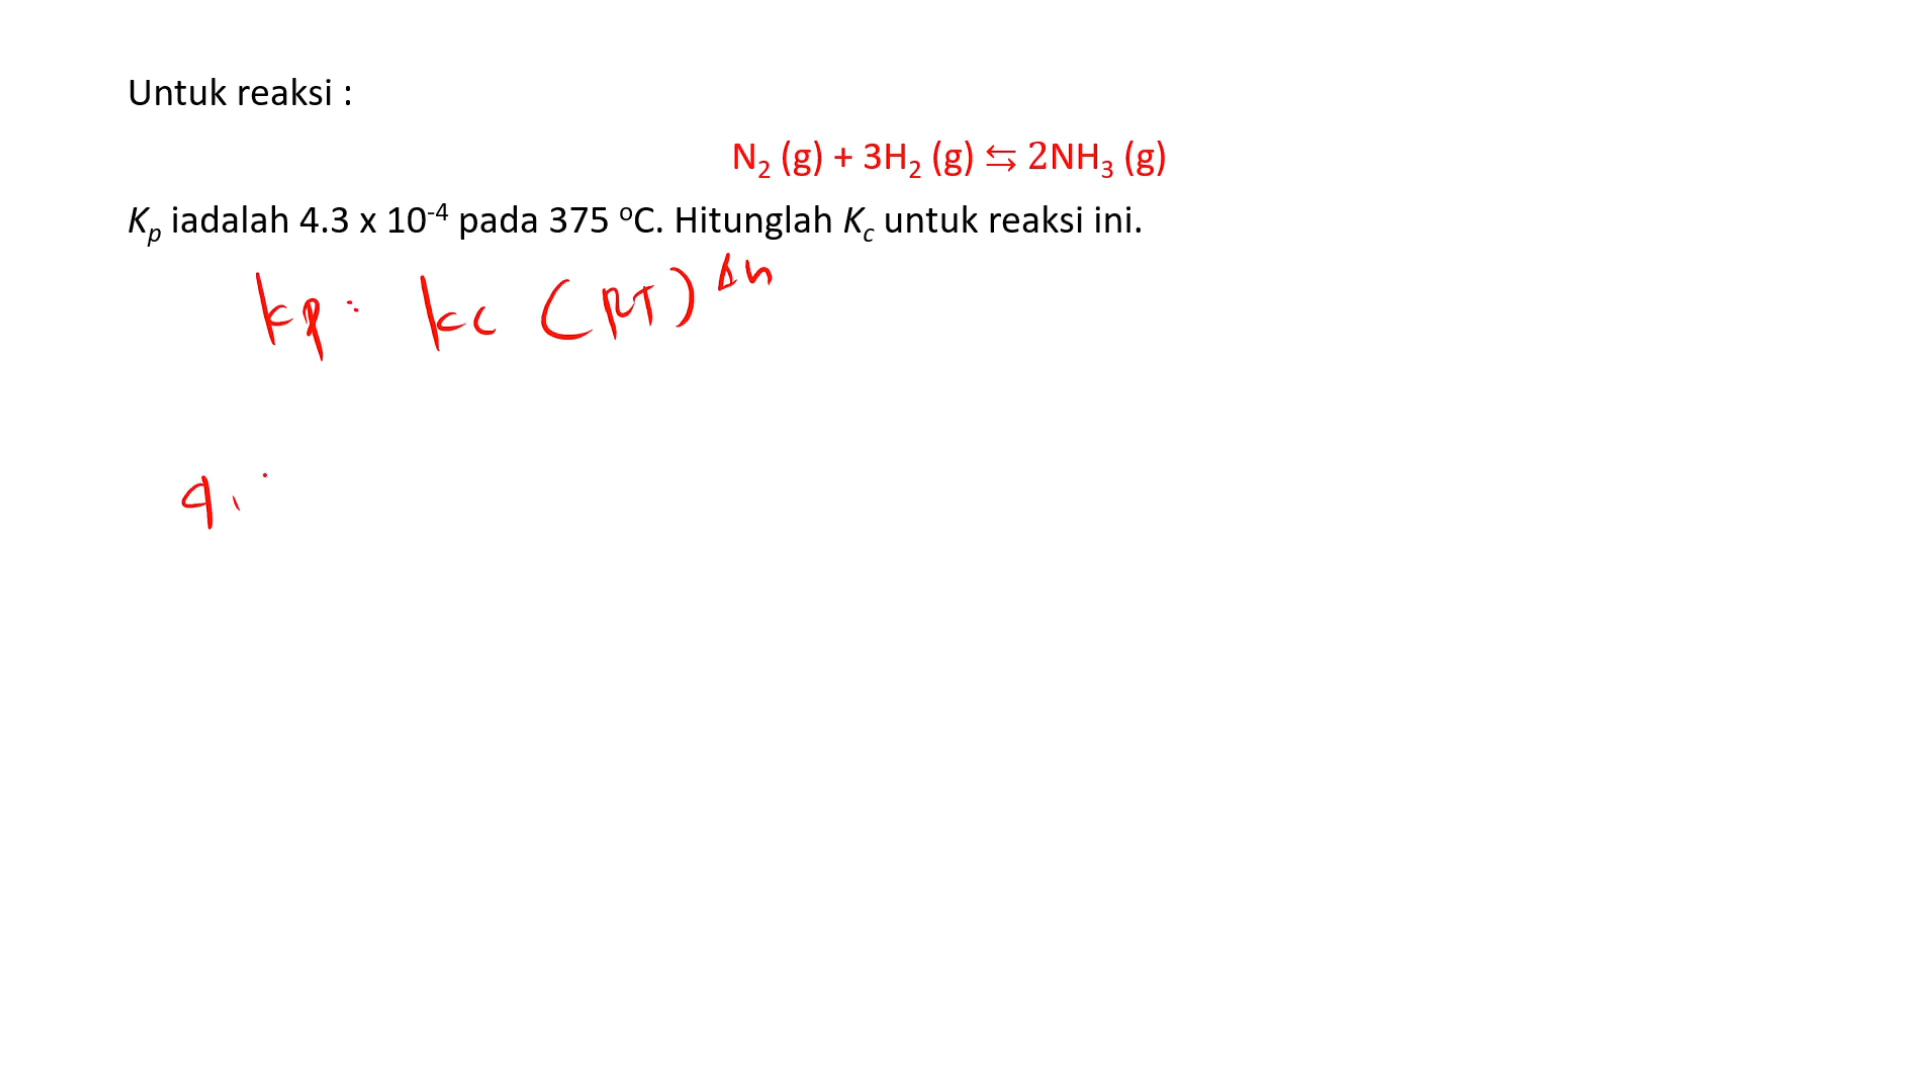 Untuk reaksi :
N₂ (g) + 3H₂ (g) ⇆ 2NH₃ (g)
Kₚ iadalah 4.3 x 10⁻⁴ pada 375 ᵒC. Hitunglah K꜀ untuk reaksi ini.
kp = kc (RT)^Δn
4,